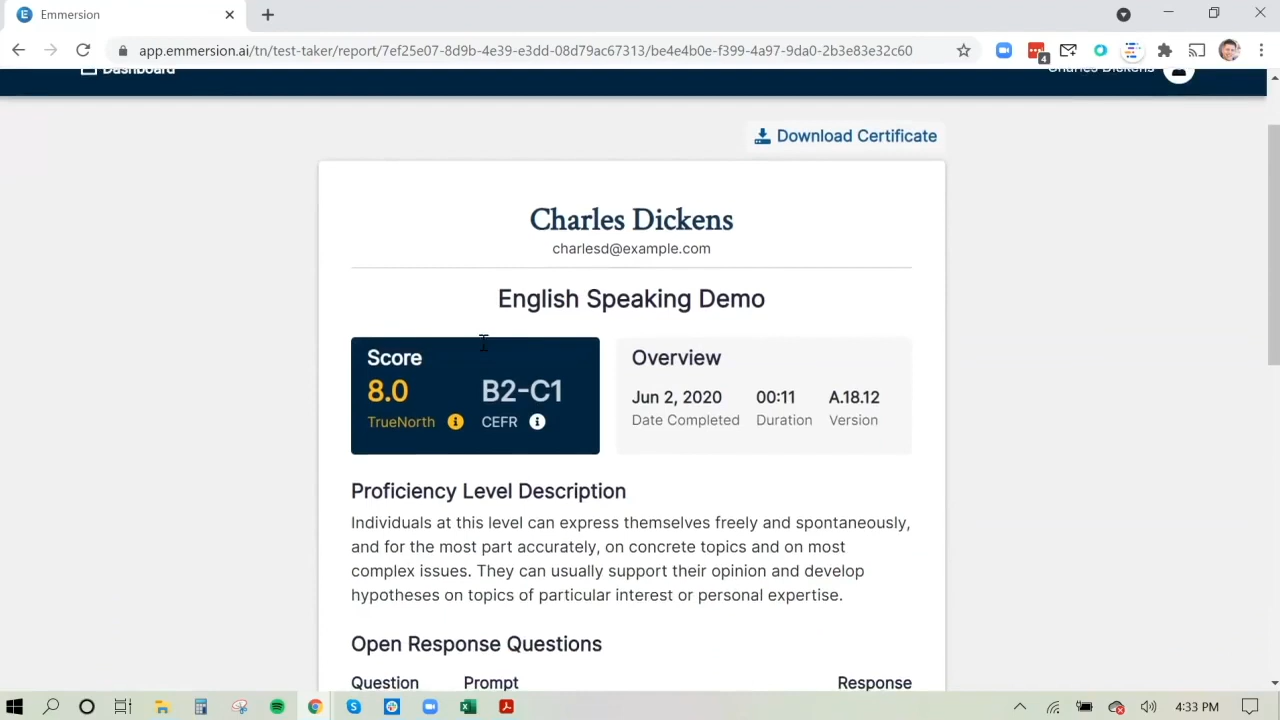 Emmersion
app.emmersion.ai/tn/test-taker/report/7ef25e07-8d9b-4e39-e3dd-08d79ac67313/be4e4b0e-f399-4a97-9da0-2b3e83e32c60
4
Dashboard
Charles Dickens
Download Certificate
Charles Dickens
charlesd@example.com
English Speaking Demo
Score
8.0 B2-C1
TrueNorth CEFR
Overview
Jun 2, 2020 00:11 A.18.12
Date Completed Duration Version
Proficiency Level Description
Individuals at this level can express themselves freely and spontaneously,
and for the most part accurately, on concrete topics and on most
complex issues. They can usually support their opinion and develop
hypotheses on topics of particular interest or personal expertise.
Open Response Questions
Question Prompt Response
4:33 PM